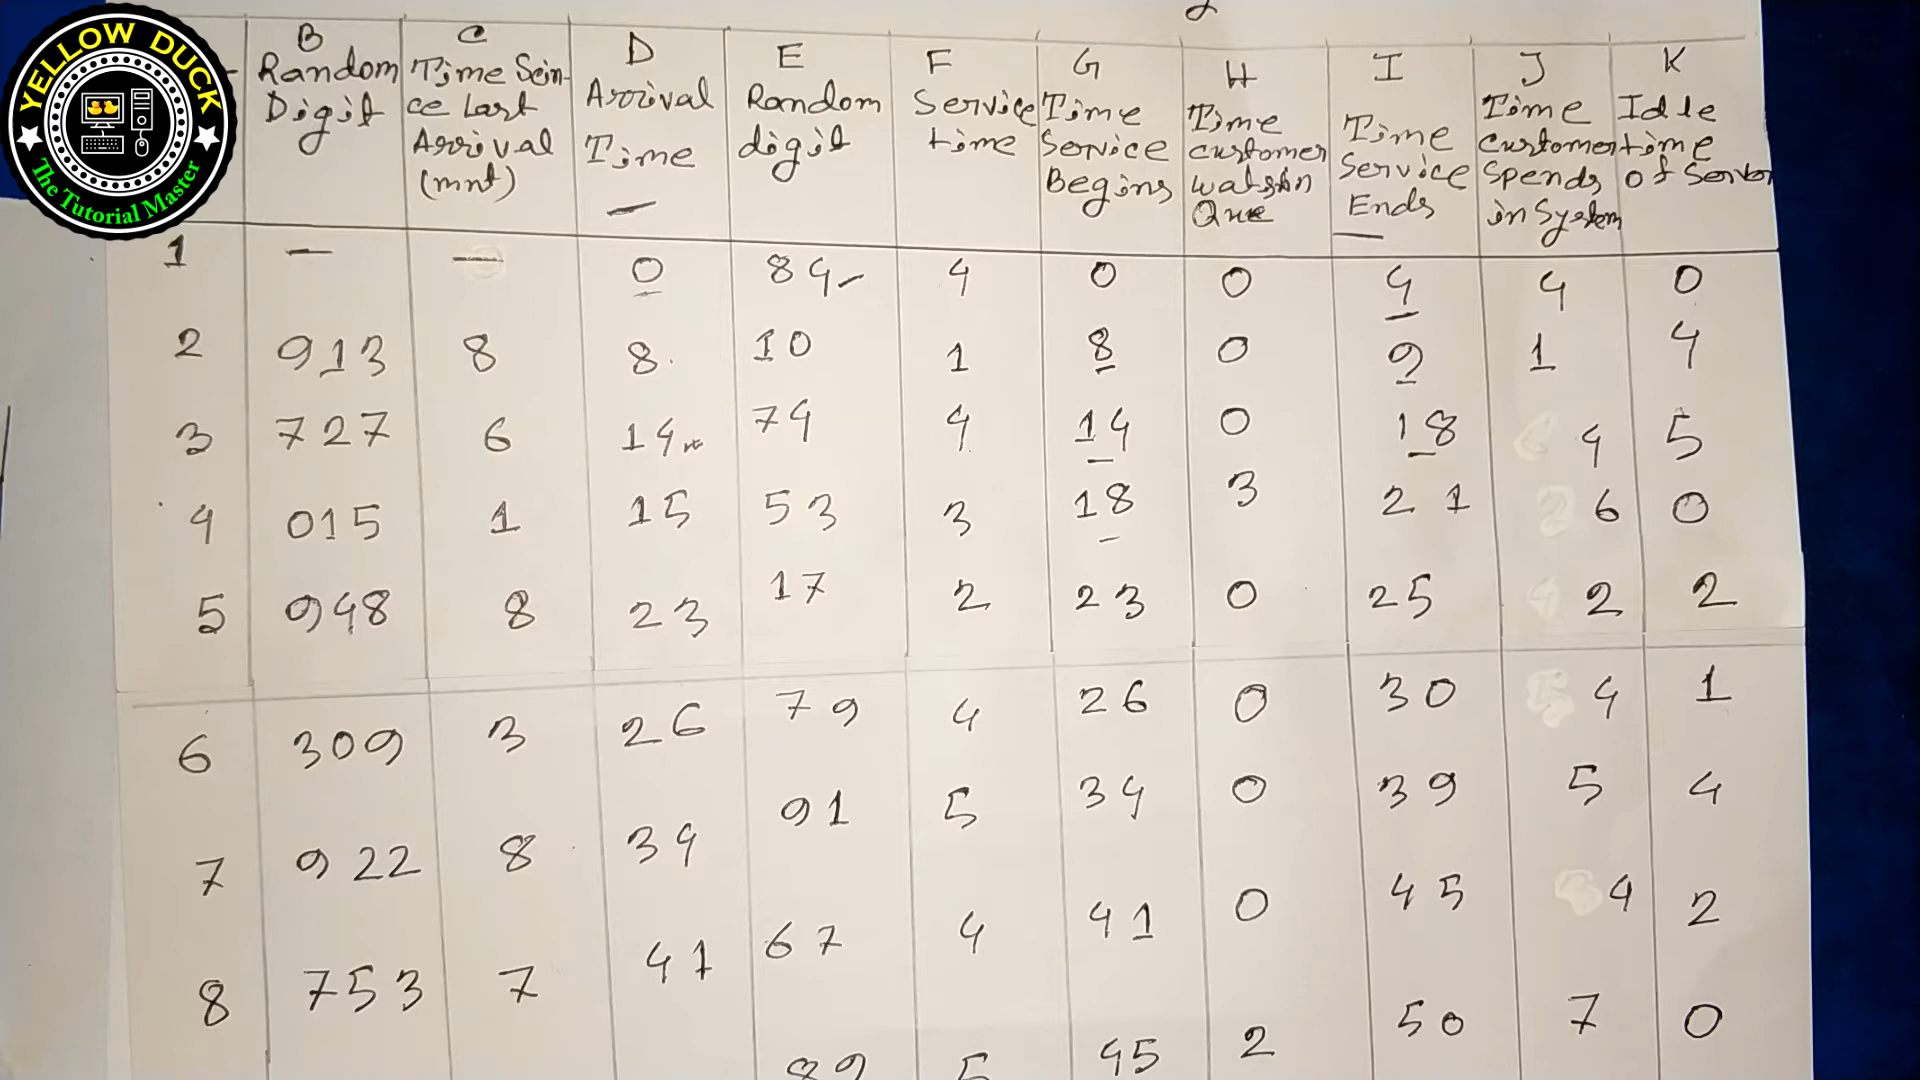 YELLOW DUCK
The Tutorial Master
B C D E F G H I J K
Random Digit
Time Sein-ce Last Arrival (mnt)
Arrival Time
Random digit
Service time
Time Service Begins
Time customer Que
Time Service Ends
Time customer Spends in System
Idle time of Server
1 — — 0 84 4 0 0 4 4 0
2 913 8 8 10 1 8 0 9 1 4
3 727 6 14 74 4 14 0 18 4 5
4 015 1 15 53 3 18 3 21 6 0
5 948 8 23 17 2 23 0 25 2 2
6 309 3 26 79 4 26 0 30 4 1
7 922 8 34 91 5 34 0 39 5 4
8 753 7 41 67 4 41 0 45 4 2
89 5 45 2 50 7 0